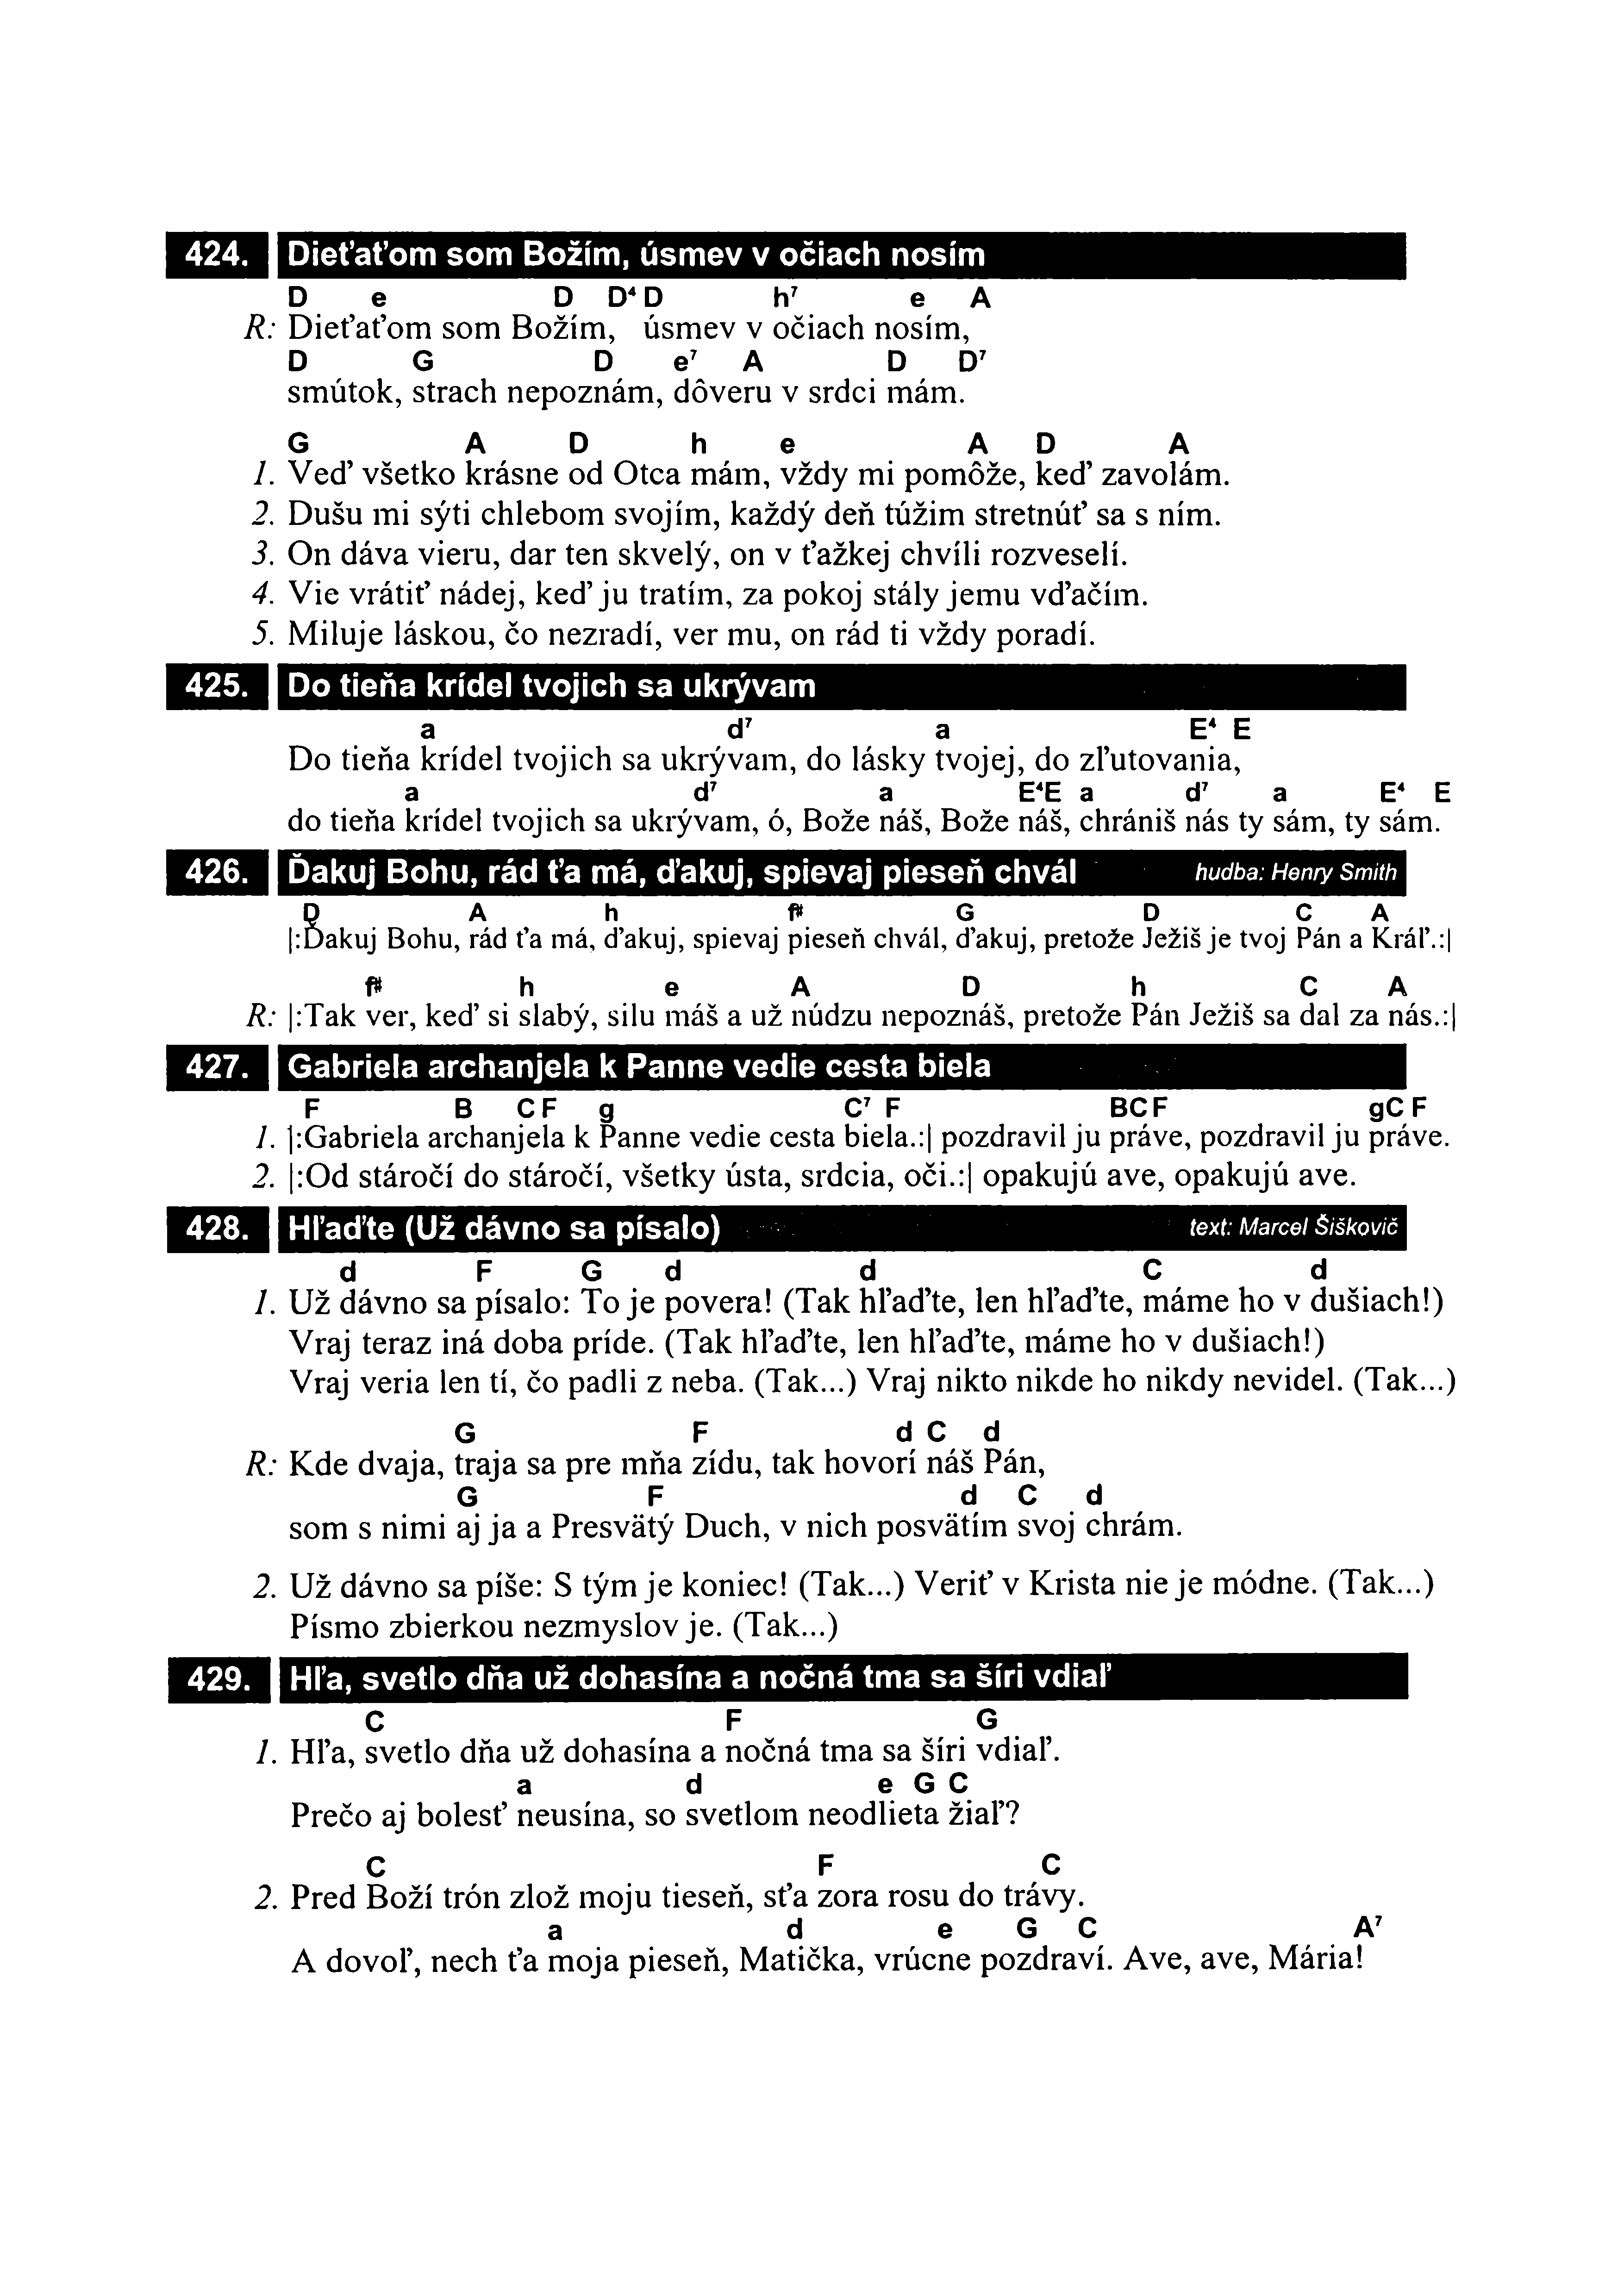 424. Dieťaťom som Božím, úsmev v očiach nosím
D e D D⁴ D h⁷ e A
R: Dieťaťom som Božím, úsmev v očiach nosím,
D G D e⁷ A D D⁷
smútok, strach nepoznám, dôveru v srdci mám.
G A D h e A D A
1. Veď všetko krásne od Otca mám, vždy mi pomôže, keď zavolám.
2. Dušu mi sýti chlebom svojím, každý deň túžim stretnúť sa s ním.
3. On dáva vieru, dar ten skvelý, on v ťažkej chvíli rozveselí.
4. Vie vrátiť nádej, keď ju tratím, za pokoj stály jemu vďačím.
5. Miluje láskou, čo nezradí, ver mu, on rád ti vždy poradí.
425. Do tieňa krídel tvojich sa ukrývam
a d⁷ a E⁴ E
Do tieňa krídel tvojich sa ukrývam, do lásky tvojej, do zľutovania,
a d⁷ a E⁴E a d⁷ a E⁴ E
do tieňa krídel tvojich sa ukrývam, ó, Bože náš, Bože náš, chrániš nás ty sám, ty sám.
426. Ďakuj Bohu, rád ťa má, ďakuj, spievaj pieseň chvál hudba: Henry Smith
D A h f# G D C A
|:Ďakuj Bohu, rád ťa má, ďakuj, spievaj pieseň chvál, ďakuj, pretože Ježiš je tvoj Pán a Kráľ.:|
f# h e A D h C A
R: |:Tak ver, keď si slabý, silu máš a už núdzu nepoznáš, pretože Pán Ježiš sa dal za nás.:|
427. Gabriela archanjela k Panne vedie cesta biela
F B C F g C⁷ F B C F g C F
1. |:Gabriela archanjela k Panne vedie cesta biela.:| pozdravil ju práve, pozdravil ju práve.
2. |:Od stáročí do stáročí, všetky ústa, srdcia, oči.:| opakujú ave, opakujú ave.
428. Hľaďte (Už dávno sa písalo) text: Marcel Šiškovič
d F G d d C d
1. Už dávno sa písalo: To je povera! (Tak hľaďte, len hľaďte, máme ho v dušiach!)
Vraj teraz iná doba príde. (Tak hľaďte, len hľaďte, máme ho v dušiach!)
Vraj veria len tí, čo padli z neba. (Tak...) Vraj nikto nikde ho nikdy nevidel. (Tak...)
G F d C d
R: Kde dvaja, traja sa pre mňa zídu, tak hovorí náš Pán,
G F d C d
som s nimi aj ja a Presvätý Duch, v nich posvätím svoj chrám.
2. Už dávno sa píše: S tým je koniec! (Tak...) Veriť v Krista nie je módne. (Tak...)
Písmo zbierkou nezmyslov je. (Tak...)
429. Hľa, svetlo dňa už dohasína a nočná tma sa šíri vdiaľ
C F G
1. Hľa, svetlo dňa už dohasína a nočná tma sa šíri vdiaľ.
a d e G C
Prečo aj bolesť neusína, so svetlom neodlieta žiaľ?
C F C
2. Pred Boží trón zlož moju tieseň, sťa zora rosu do trávy.
a d e G C A⁷
A dovoľ, nech ťa moja pieseň, Matička, vrúcne pozdraví. Ave, ave, Mária!